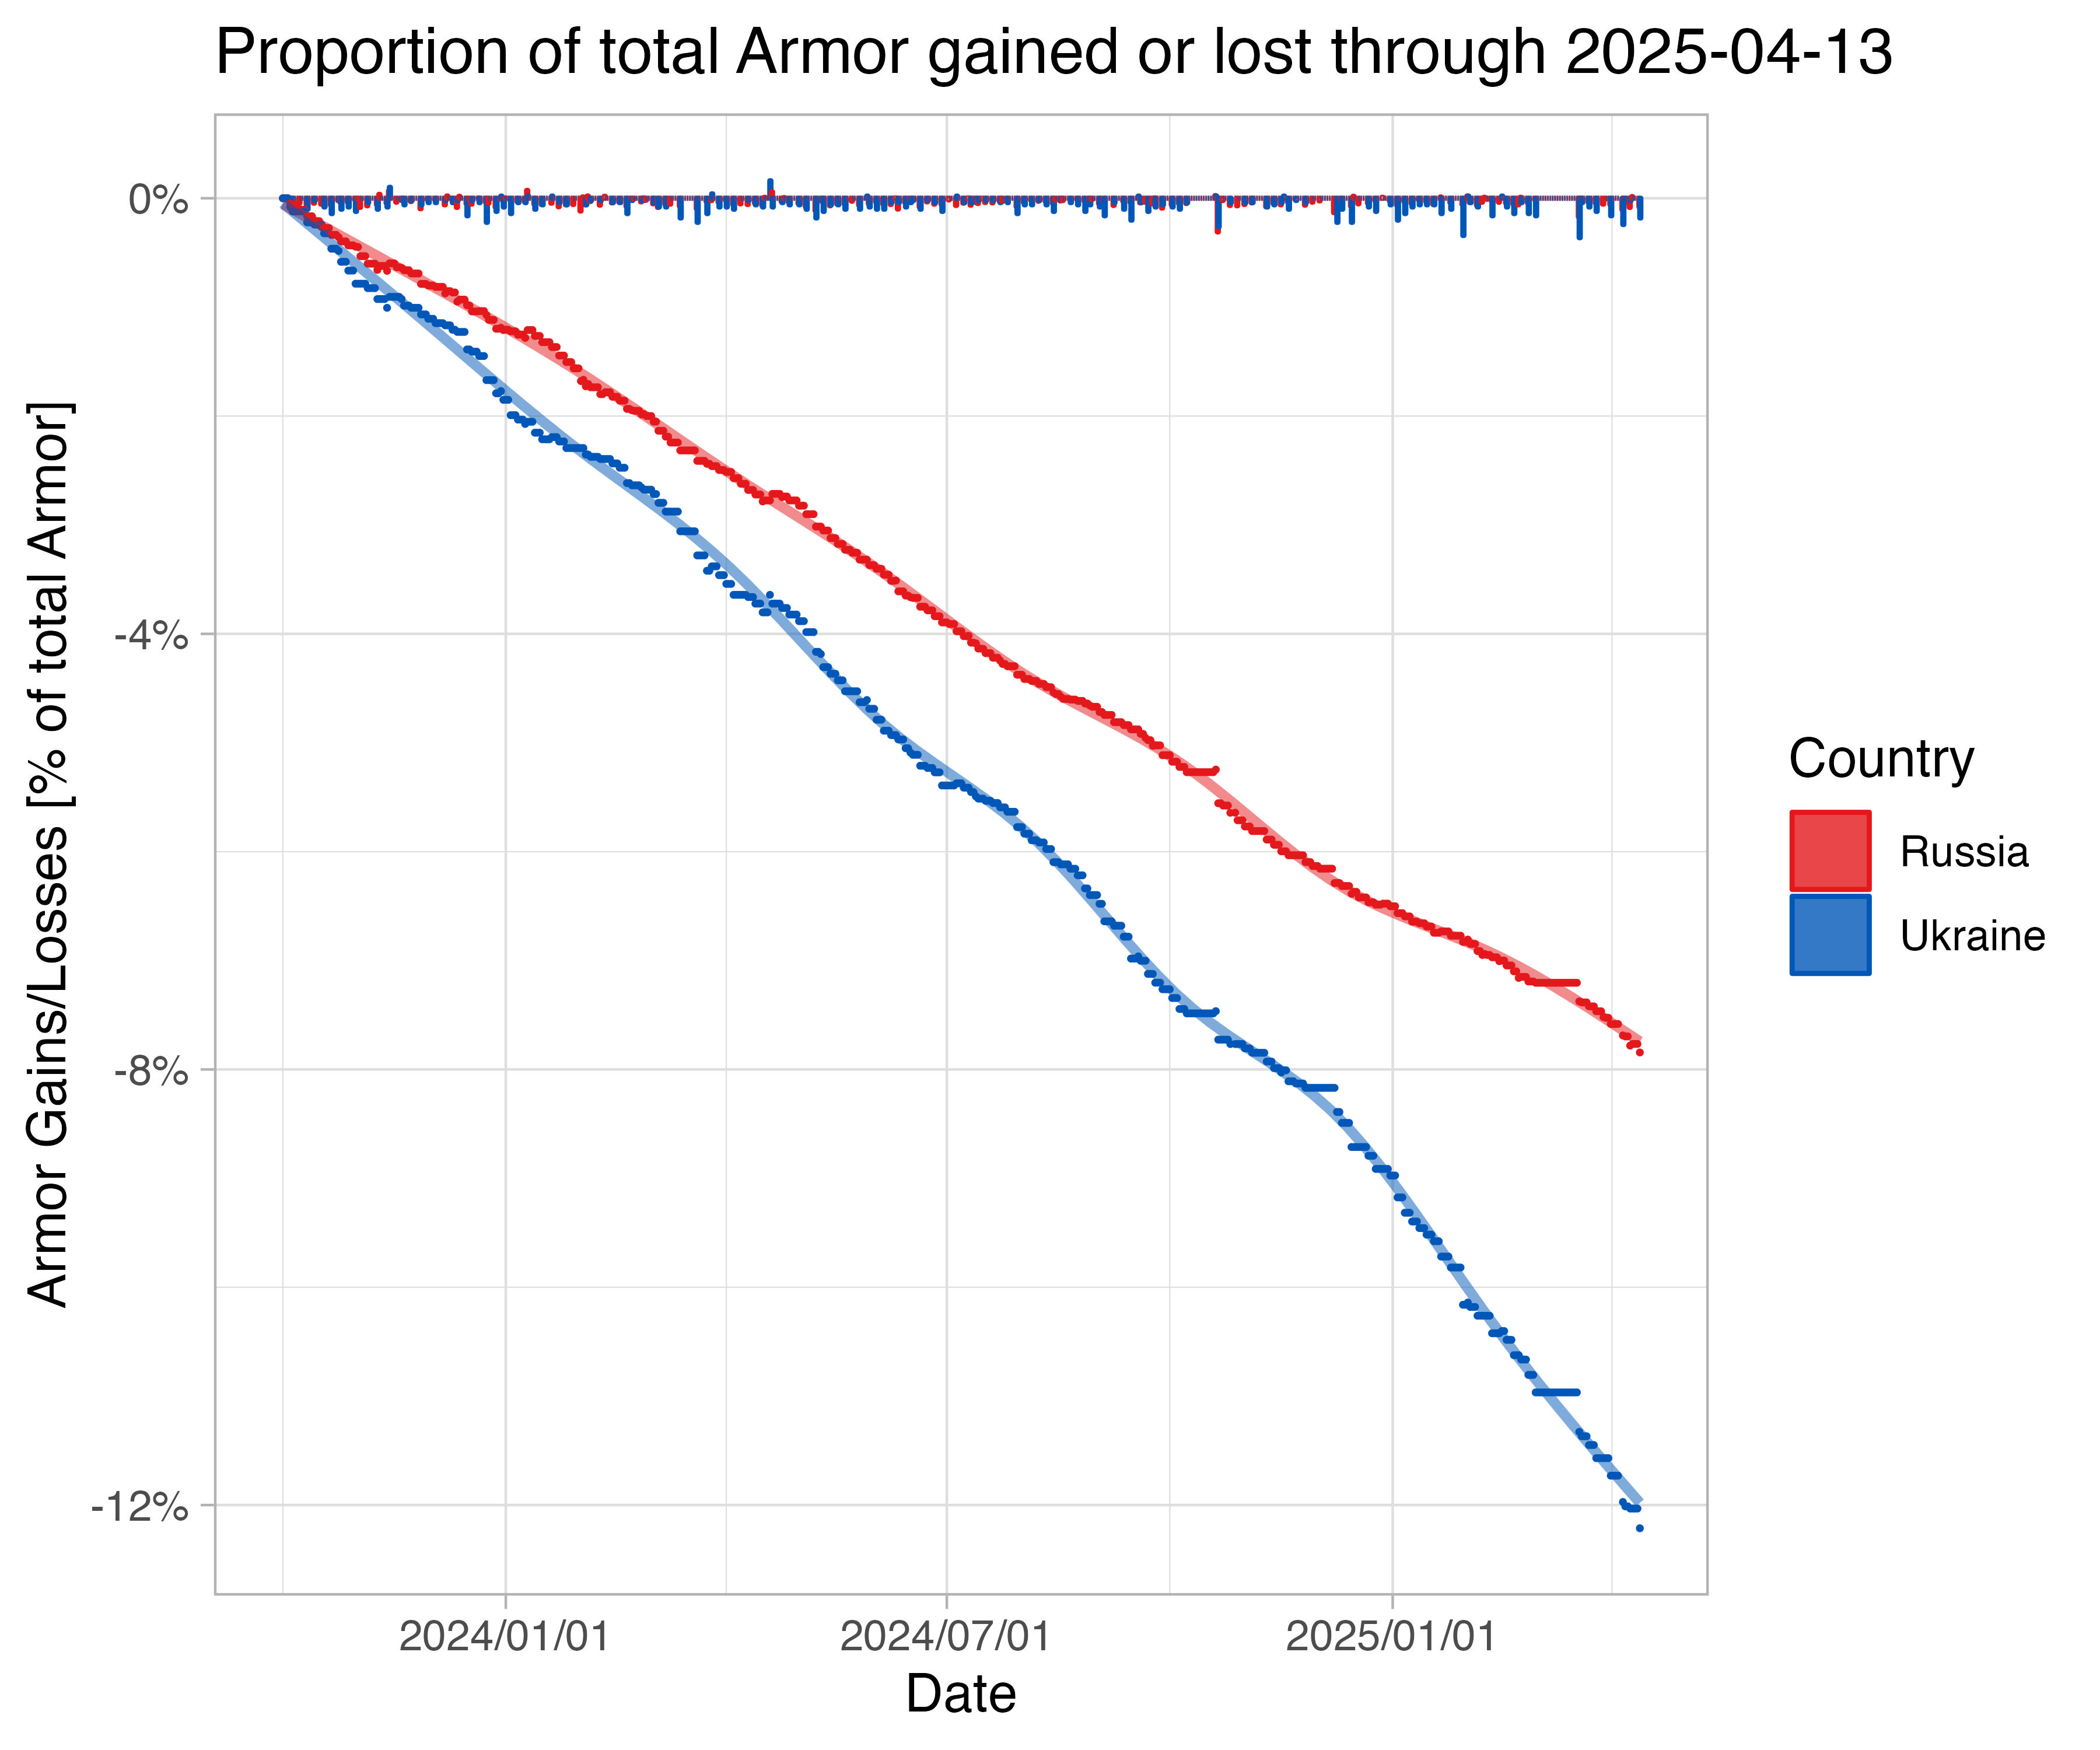 Proportion of total Armor gained or lost through 2025-04-13
Armor Gains/Losses [% of total Armor]
0%
-4%
-8%
-12%
2024/01/01
2024/07/01
2025/01/01
Date
Country
Russia
Ukraine